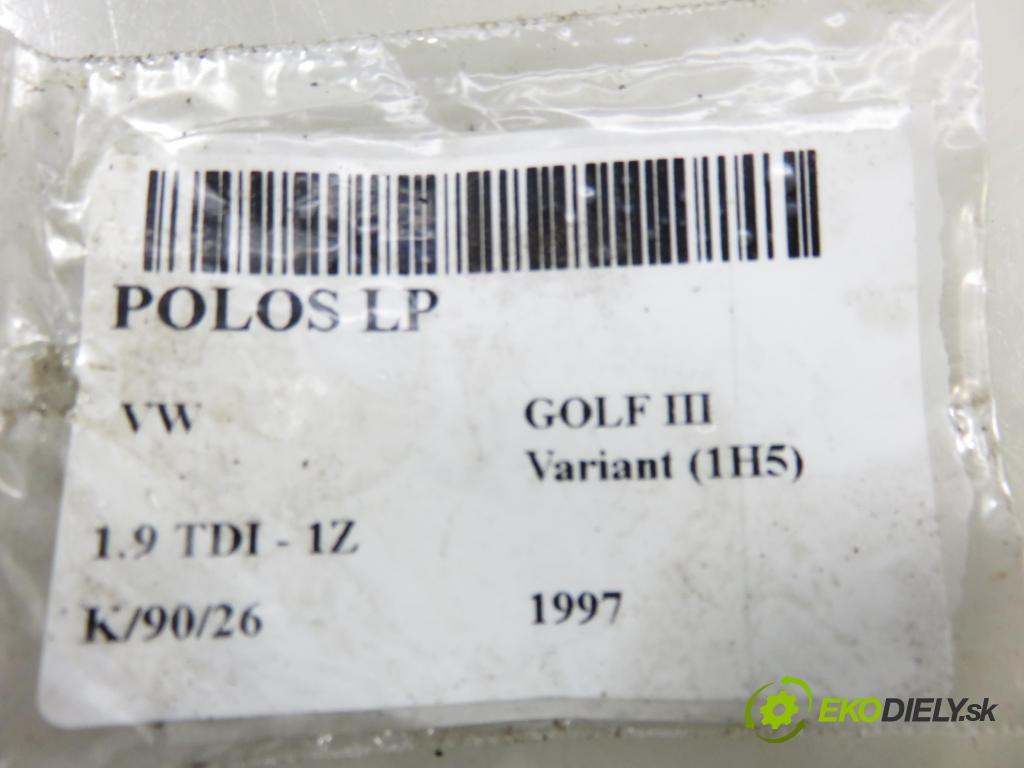 POLOS LP
VW
GOLF III
Variant (1H5)
1.9 TDI - 1Z
K/90/26
1997
EKODIELY.sk